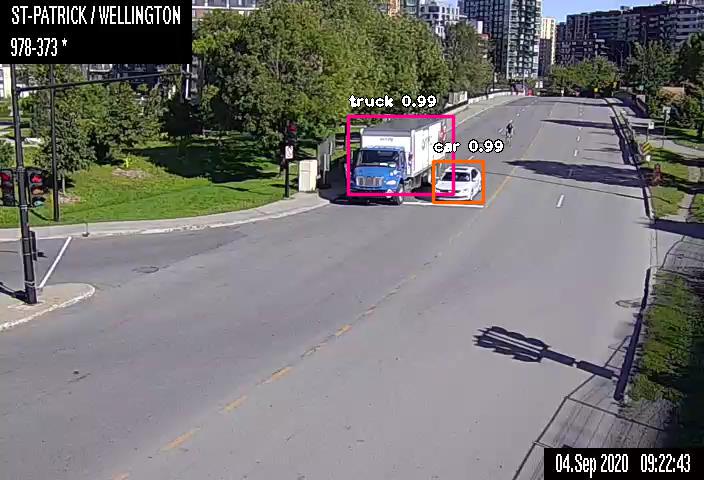 ST-PATRICK / WELLINGTON
978-373 *
truck 0.99
car 0.99
04.Sep 2020 09:22:43